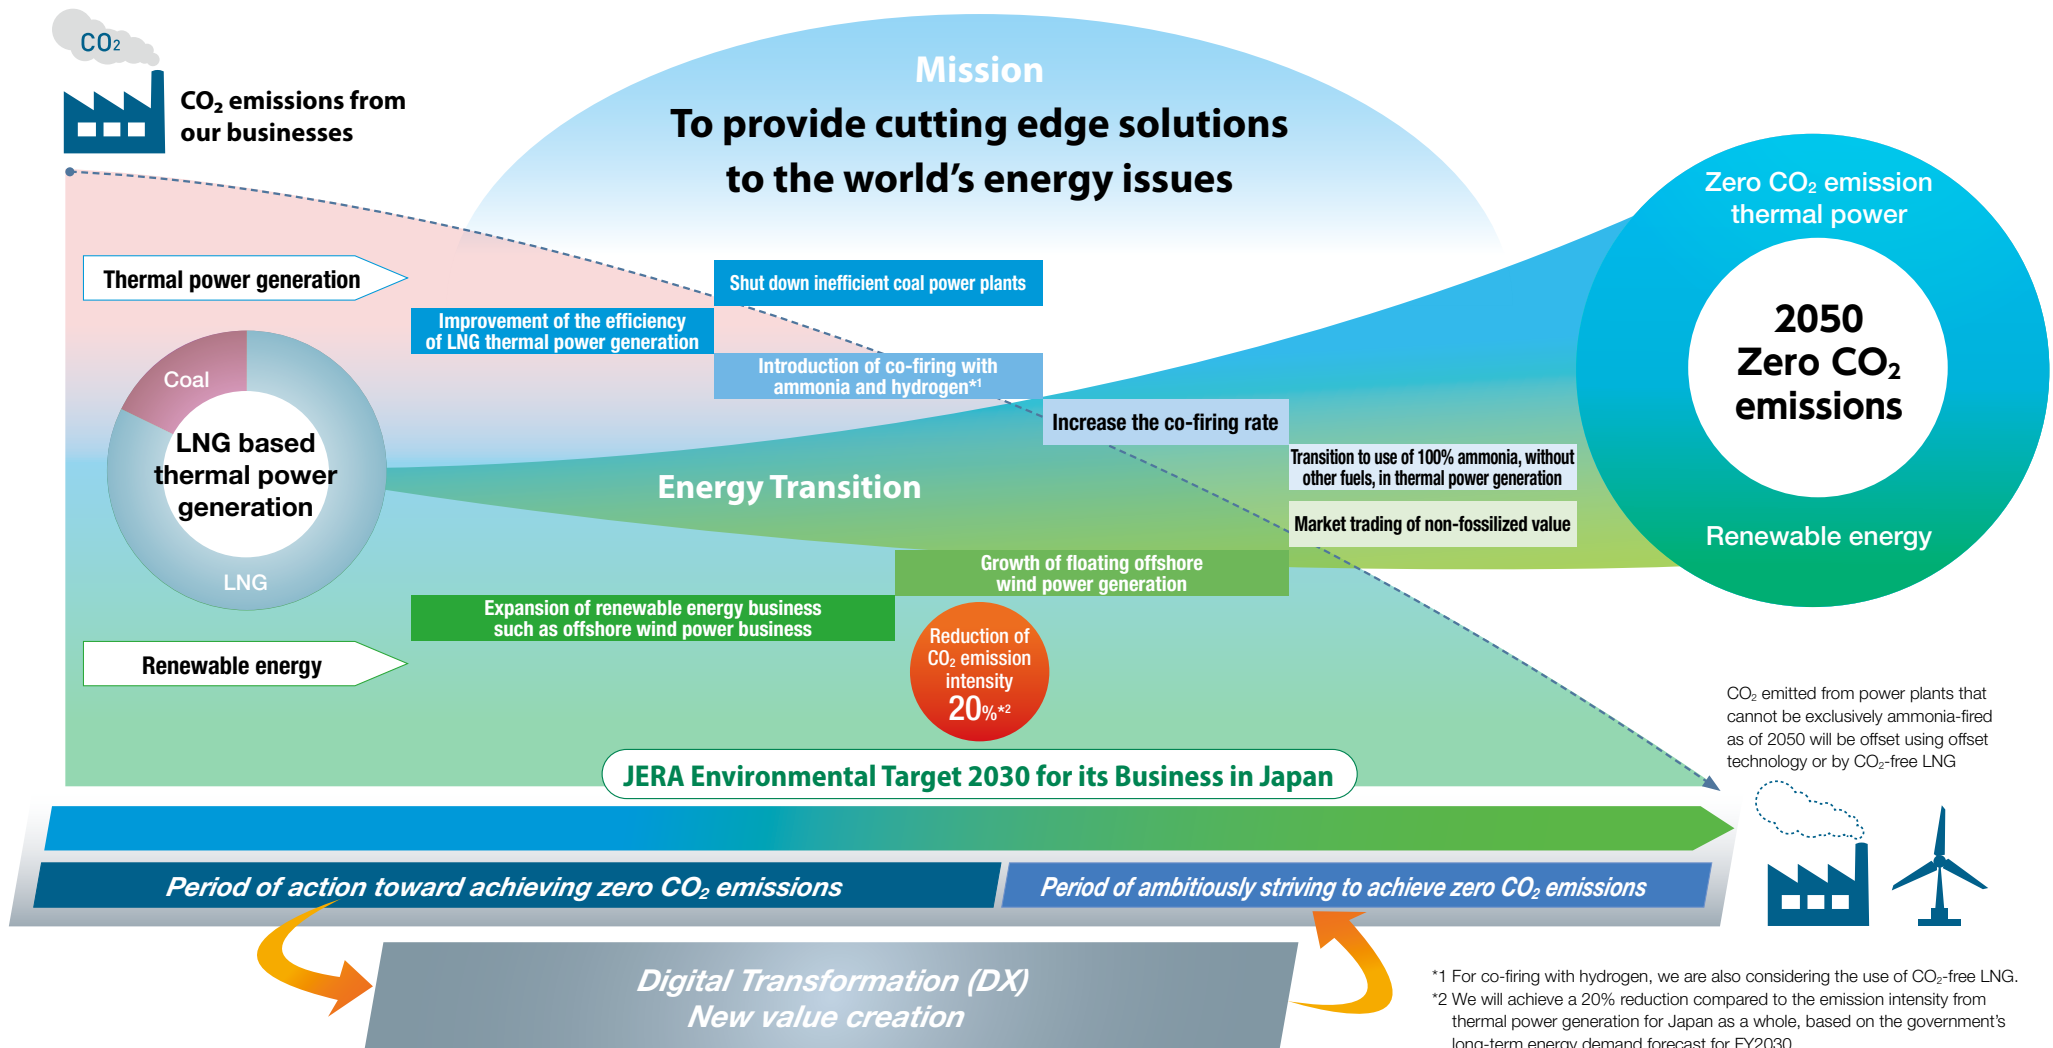 CO₂
CO₂ emissions from
our businesses
Mission
To provide cutting edge solutions
to the world's energy issues
Zero CO₂ emission
thermal power
2050
Zero CO₂
emissions
Renewable energy
Thermal power generation
Shut down inefficient coal power plants
Improvement of the efficiency
of LNG thermal power generation
Introduction of co-firing with
ammonia and hydrogen*1
Increase the co-firing rate
Transition to use of 100% ammonia, without
other fuels, in thermal power generation
Market trading of non-fossilized value
Coal
LNG based
thermal power
generation
LNG
Energy Transition
Growth of floating offshore
wind power generation
Expansion of renewable energy business
such as offshore wind power business
Renewable energy
Reduction of
CO₂ emission
intensity
20%*2
CO₂ emitted from power plants that
cannot be exclusively ammonia-fired
as of 2050 will be offset using offset
technology or by CO₂-free LNG
JERA Environmental Target 2030 for its Business in Japan
Period of action toward achieving zero CO₂ emissions
Period of ambitiously striving to achieve zero CO₂ emissions
Digital Transformation (DX)
New value creation
*1 For co-firing with hydrogen, we are also considering the use of CO₂-free LNG.
*2 We will achieve a 20% reduction compared to the emission intensity from
thermal power generation for Japan as a whole, based on the government's
long-term energy demand forecast for FY2030